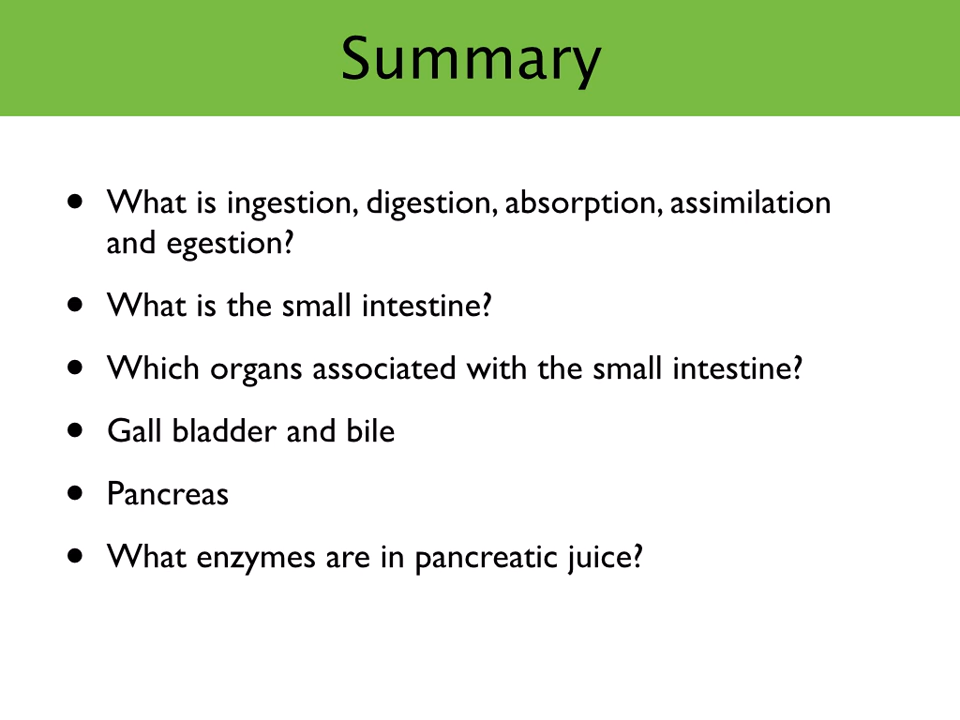 Summary
• What is ingestion, digestion, absorption, assimilation
and egestion?
• What is the small intestine?
• Which organs associated with the small intestine?
• Gall bladder and bile
• Pancreas
• What enzymes are in pancreatic juice?